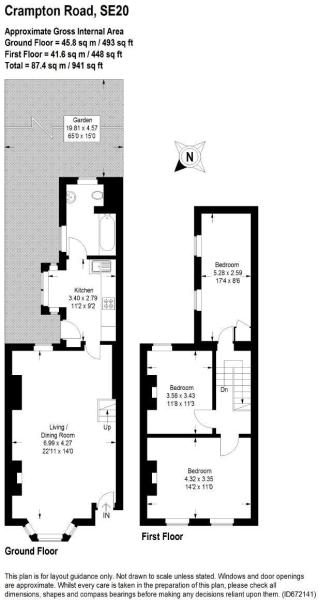 Crampton Road, SE20
Approximate Gross Internal Area
Ground Floor = 45.8 sq m / 493 sq ft
First Floor = 41.6 sq m / 448 sq ft
Total = 87.4 sq m / 941 sq ft
Garden
19.81 x 4.57
65'0 x 15'0
N
Kitchen
3.40 x 2.79
11'2 x 9'2
Living /
Dining Room
6.99 x 4.27
22'11 x 14'0
Up
IN
Ground Floor
Bedroom
5.28 x 2.59
17'4 x 8'6
Bedroom
3.56 x 3.43
11'8 x 11'3
Dn
Bedroom
4.32 x 3.35
14'2 x 11'0
First Floor
This plan is for layout guidance only. Not drawn to scale unless stated. Windows and door openings
are approximate. Whilst every care is taken in the preparation of this plan, please check all
dimensions, shapes and compass bearings before making any decisions reliant upon them. (ID672141)